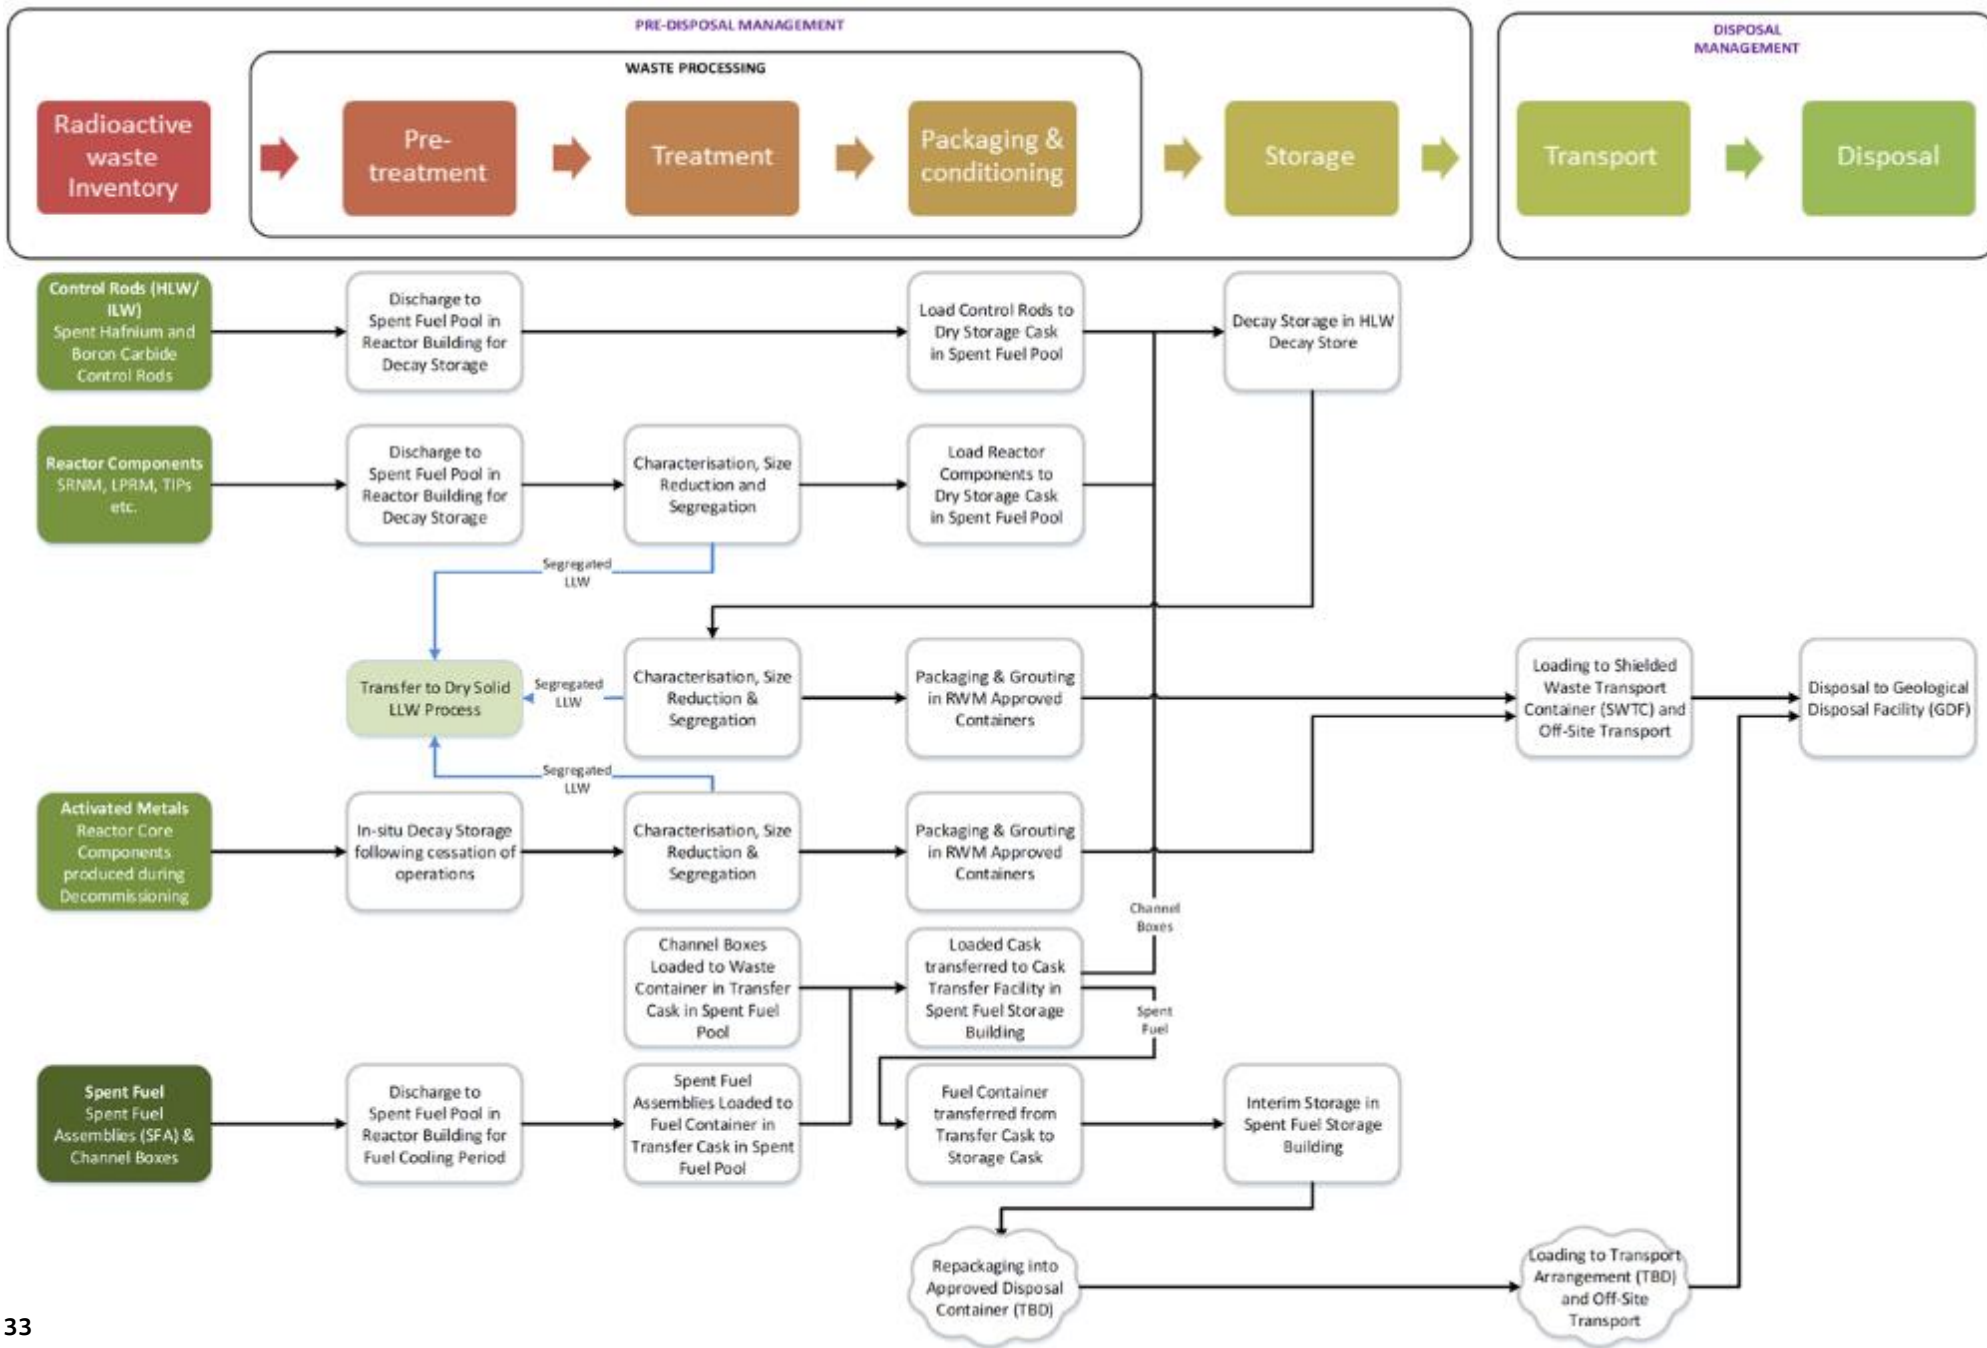 PRE-DISPOSAL MANAGEMENT
DISPOSAL
MANAGEMENT
WASTE PROCESSING
Radioactive
waste
Inventory
Pre-
treatment
Treatment
Packaging &
conditioning
Storage
Transport
Disposal
Control Rods (HLW/
ILW)
Spent Hafnium and
Boron Carbide
Control Rods
Discharge to
Spent Fuel Pool in
Reactor Building for
Decay Storage
Load Control Rods to
Dry Storage Cask
in Spent Fuel Pool
Decay Storage in HLW
Decay Store
Reactor Components
SRNM, LPRM, TIPs
etc.
Discharge to
Spent Fuel Pool in
Reactor Building for
Decay Storage
Characterisation, Size
Reduction and
Segregation
Load Reactor
Components to
Dry Storage Cask
in Spent Fuel Pool
Segregated
LLW
Transfer to Dry Solid
LLW Process
Segregated
LLW
Characterisation, Size
Reduction &
Segregation
Packaging & Grouting
in RWM Approved
Containers
Loading to Shielded
Waste Transport
Container (SWTC) and
Off-Site Transport
Disposal to Geological
Disposal Facility (GDF)
Segregated
LLW
Activated Metals
Reactor Core
Components
produced during
Decommissioning
In-situ Decay Storage
following cessation of
operations
Characterisation, Size
Reduction &
Segregation
Packaging & Grouting
in RWM Approved
Containers
Channel
Boxes
Channel Boxes
Loaded to Waste
Container in Transfer
Cask in Spent Fuel
Pool
Loaded Cask
transferred to Cask
Transfer Facility in
Spent Fuel Storage
Building
Spent
Fuel
Spent Fuel
Spent Fuel
Assemblies (SFA) &
Channel Boxes
Discharge to
Spent Fuel Pool in
Reactor Building for
Fuel Cooling Period
Spent Fuel
Assemblies Loaded to
Fuel Container in
Transfer Cask in Spent
Fuel Pool
Fuel Container
transferred from
Transfer Cask to
Storage Cask
Interim Storage in
Spent Fuel Storage
Building
Repackaging into
Approved Disposal
Container (TBD)
Loading to Transport
Arrangement (TBD)
and Off-Site
Transport
33